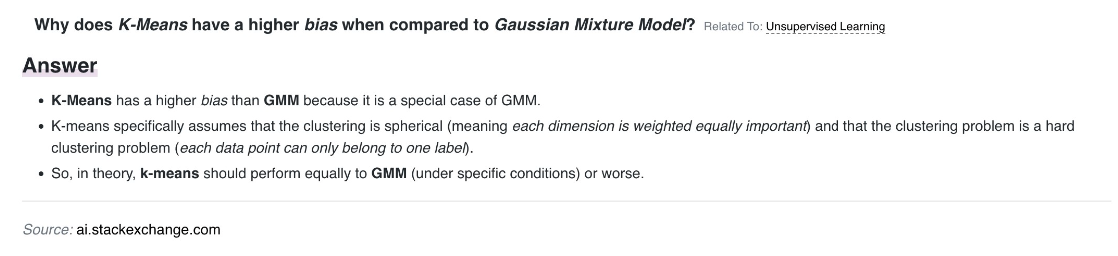 Why does K-Means have a higher bias when compared to Gaussian Mixture Model? Related To: Unsupervised Learning
Answer
• K-Means has a higher bias than GMM because it is a special case of GMM.
• K-means specifically assumes that the clustering is spherical (meaning each dimension is weighted equally important) and that the clustering problem is a hard
clustering problem (each data point can only belong to one label).
• So, in theory, k-means should perform equally to GMM (under specific conditions) or worse.
Source: ai.stackexchange.com